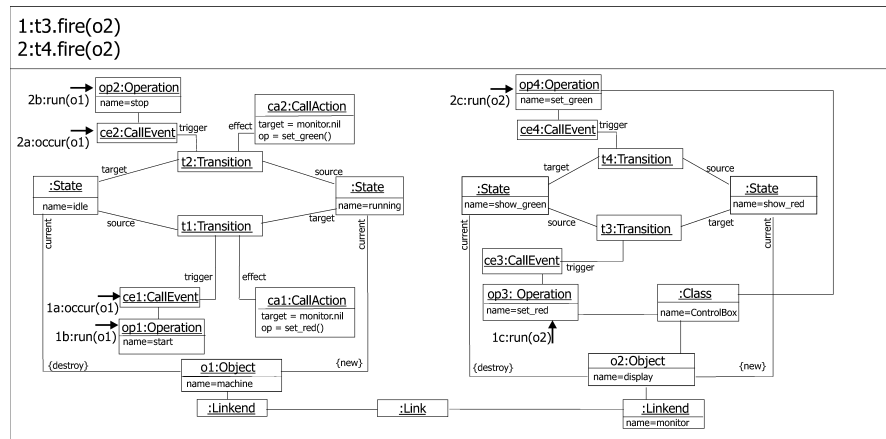 1:t3.fire(o2)
2:t4.fire(o2)
op2:Operation
name=stop
2b:run(o1)
ce2:CallEvent
trigger
2a:occur(o1)
effect
ca2:CallAction
target = monitor.nil
op = set_green()
t2:Transition
target
source
:State
name=idle
:State
name=running
source
target
t1:Transition
current
current
trigger
effect
ce1:CallEvent
1a:occur(o1)
op1:Operation
name=start
1b:run(o1)
ca1:CallAction
target = monitor.nil
op = set_red()
{destroy}
{new}
o1:Object
name=machine
:Linkend
:Link
op4:Operation
name=set_green
2c:run(o2)
ce4:CallEvent
trigger
t4:Transition
target
source
:State
name=show_green
:State
name=show_red
source
target
t3:Transition
current
current
ce3:CallEvent
trigger
op3: Operation
name=set_red
1c:run(o2)
:Class
name=ControlBox
{destroy}
{new}
o2:Object
name=display
:Linkend
name=monitor